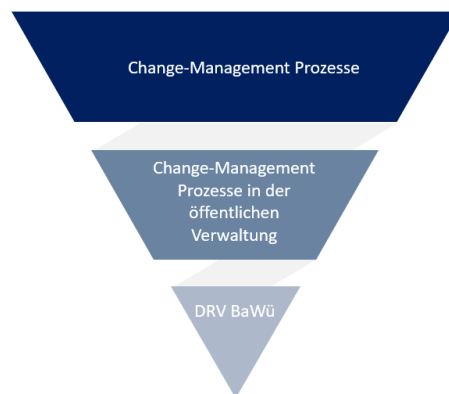 Change-Management Prozesse
Change-Management
Prozesse in der
öffentlichen
Verwaltung
DRV BaWü